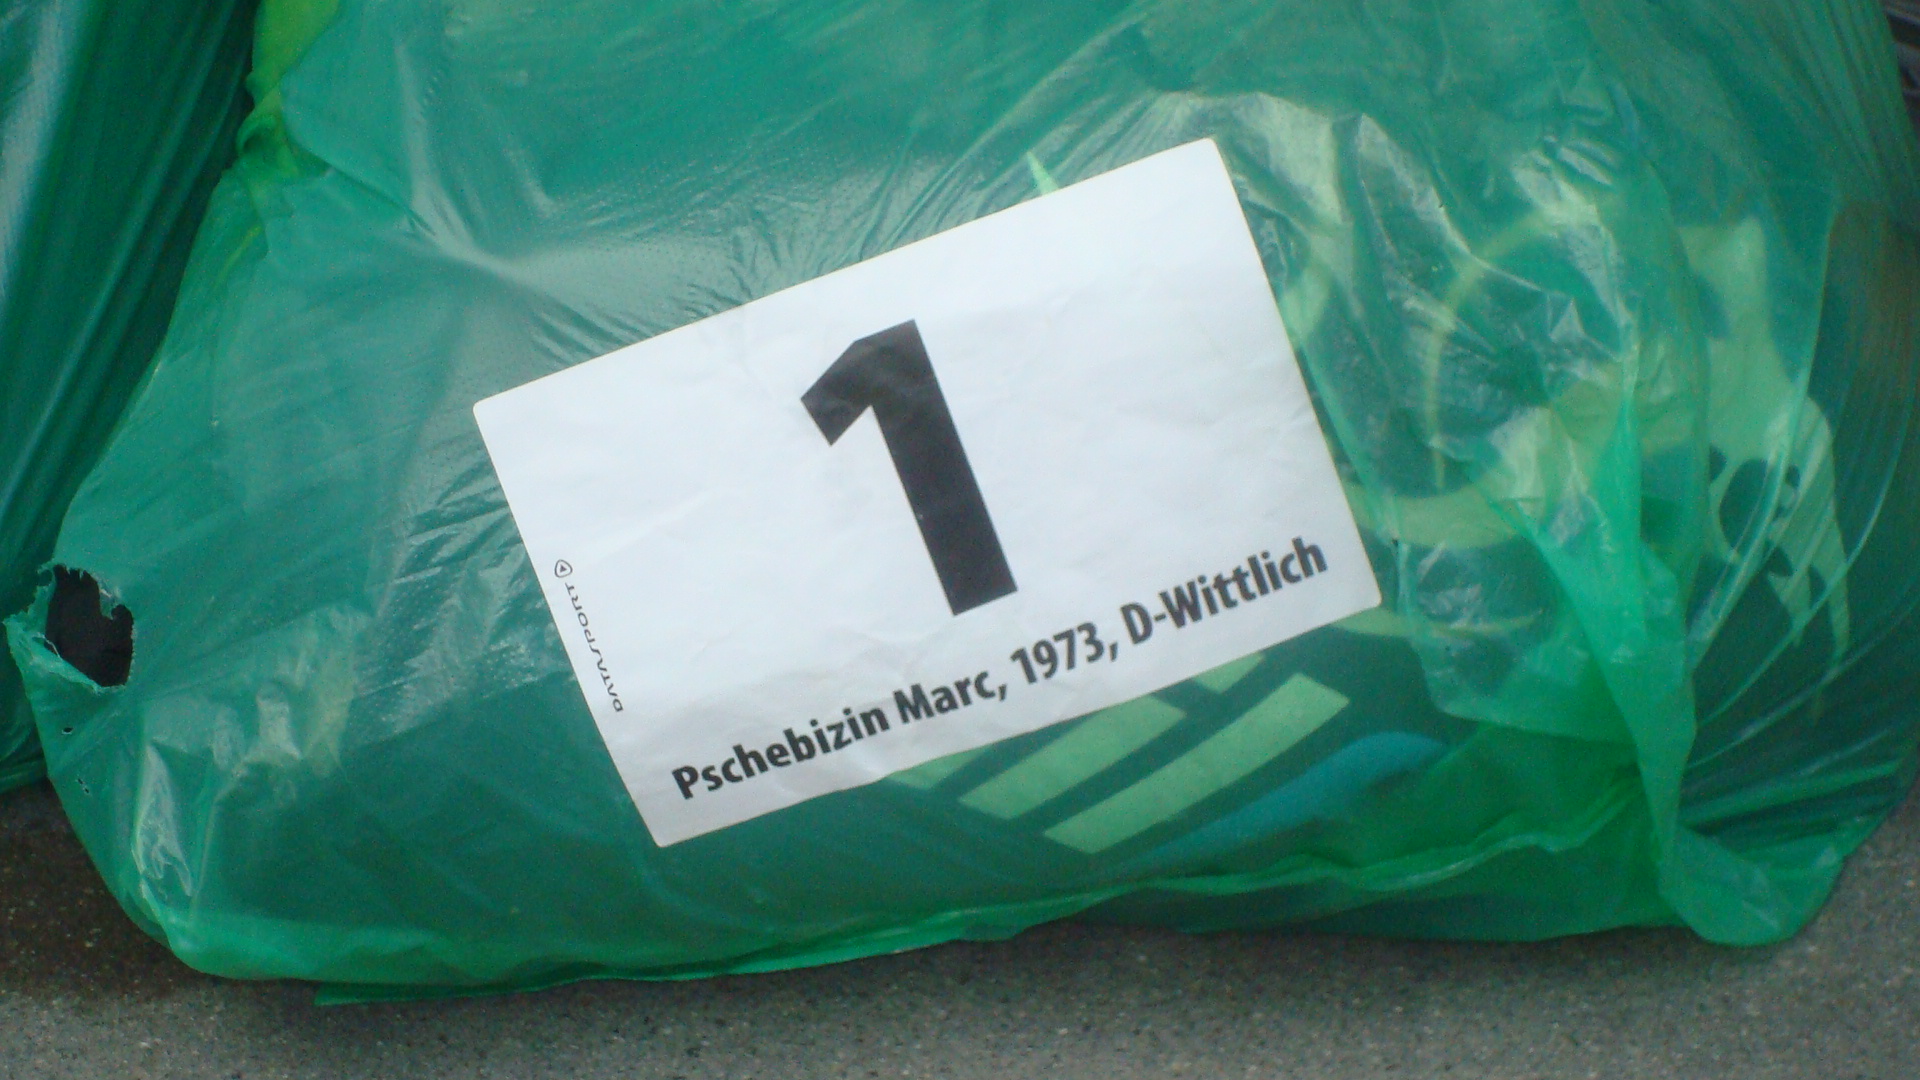 1
Pschebizin Marc, 1973, D-Wittlich
DATASPORT